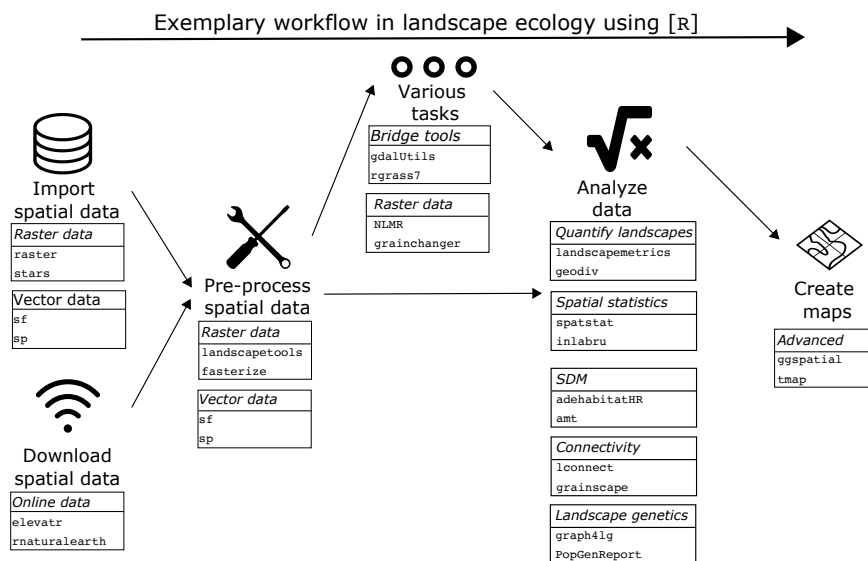 Exemplary workflow in landscape ecology using [R]
Import
spatial data
Raster data
raster
stars
Vector data
sf
sp
Download
spatial data
Online data
elevatr
rnaturalearth
Pre-process
spatial data
Raster data
landscapetools
fasterize
Vector data
sf
sp
Various
tasks
Bridge tools
gdalUtils
rgrass7
Raster data
NLMR
grainchanger
Analyze
data
Quantify landscapes
landscapemetrics
geodiv
Spatial statistics
spatstat
inlabru
SDM
adehabitatHR
amt
Connectivity
lconnect
grainscape
Landscape genetics
graph4lg
PopGenReport
Create
maps
Advanced
ggspatial
tmap